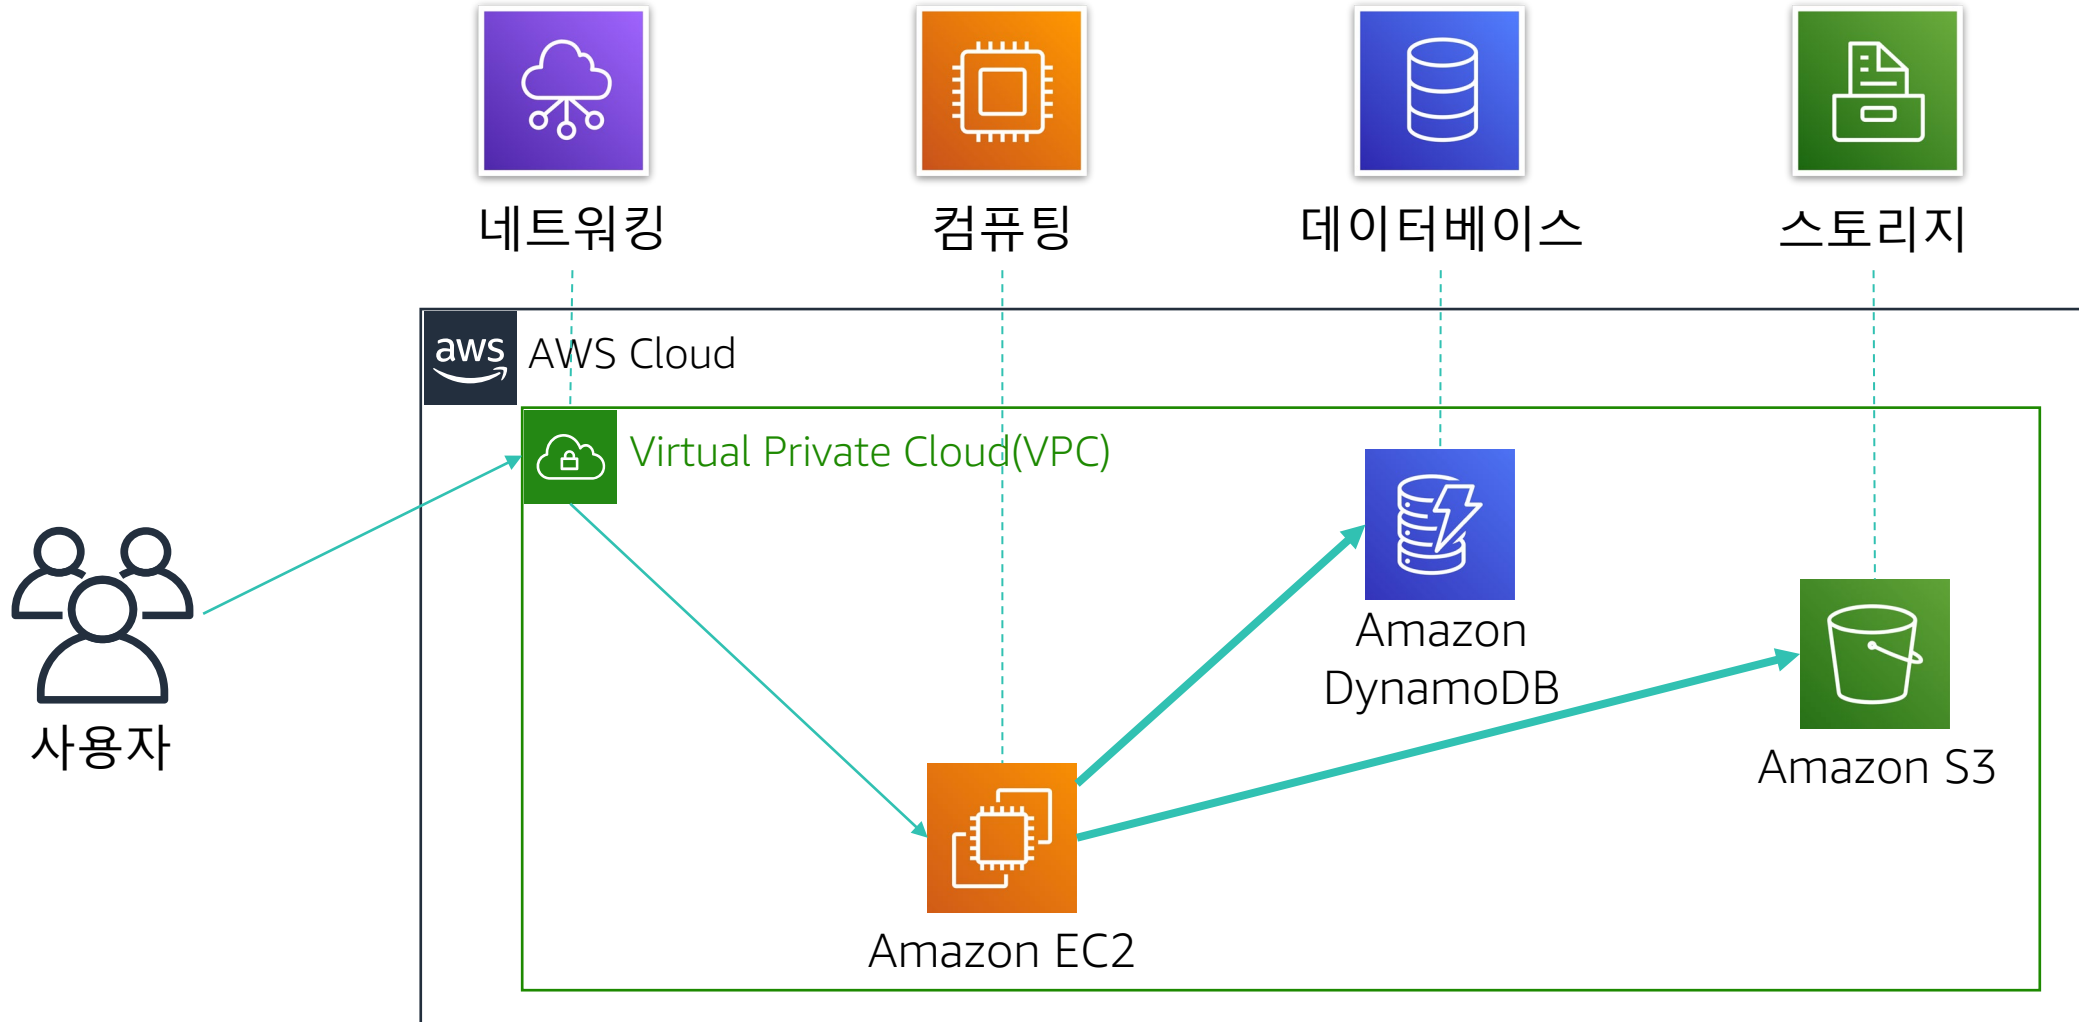 네트워킹
컴퓨팅
데이터베이스
스토리지
aws
AWS Cloud
Virtual Private Cloud(VPC)
사용자
Amazon
DynamoDB
Amazon S3
Amazon EC2